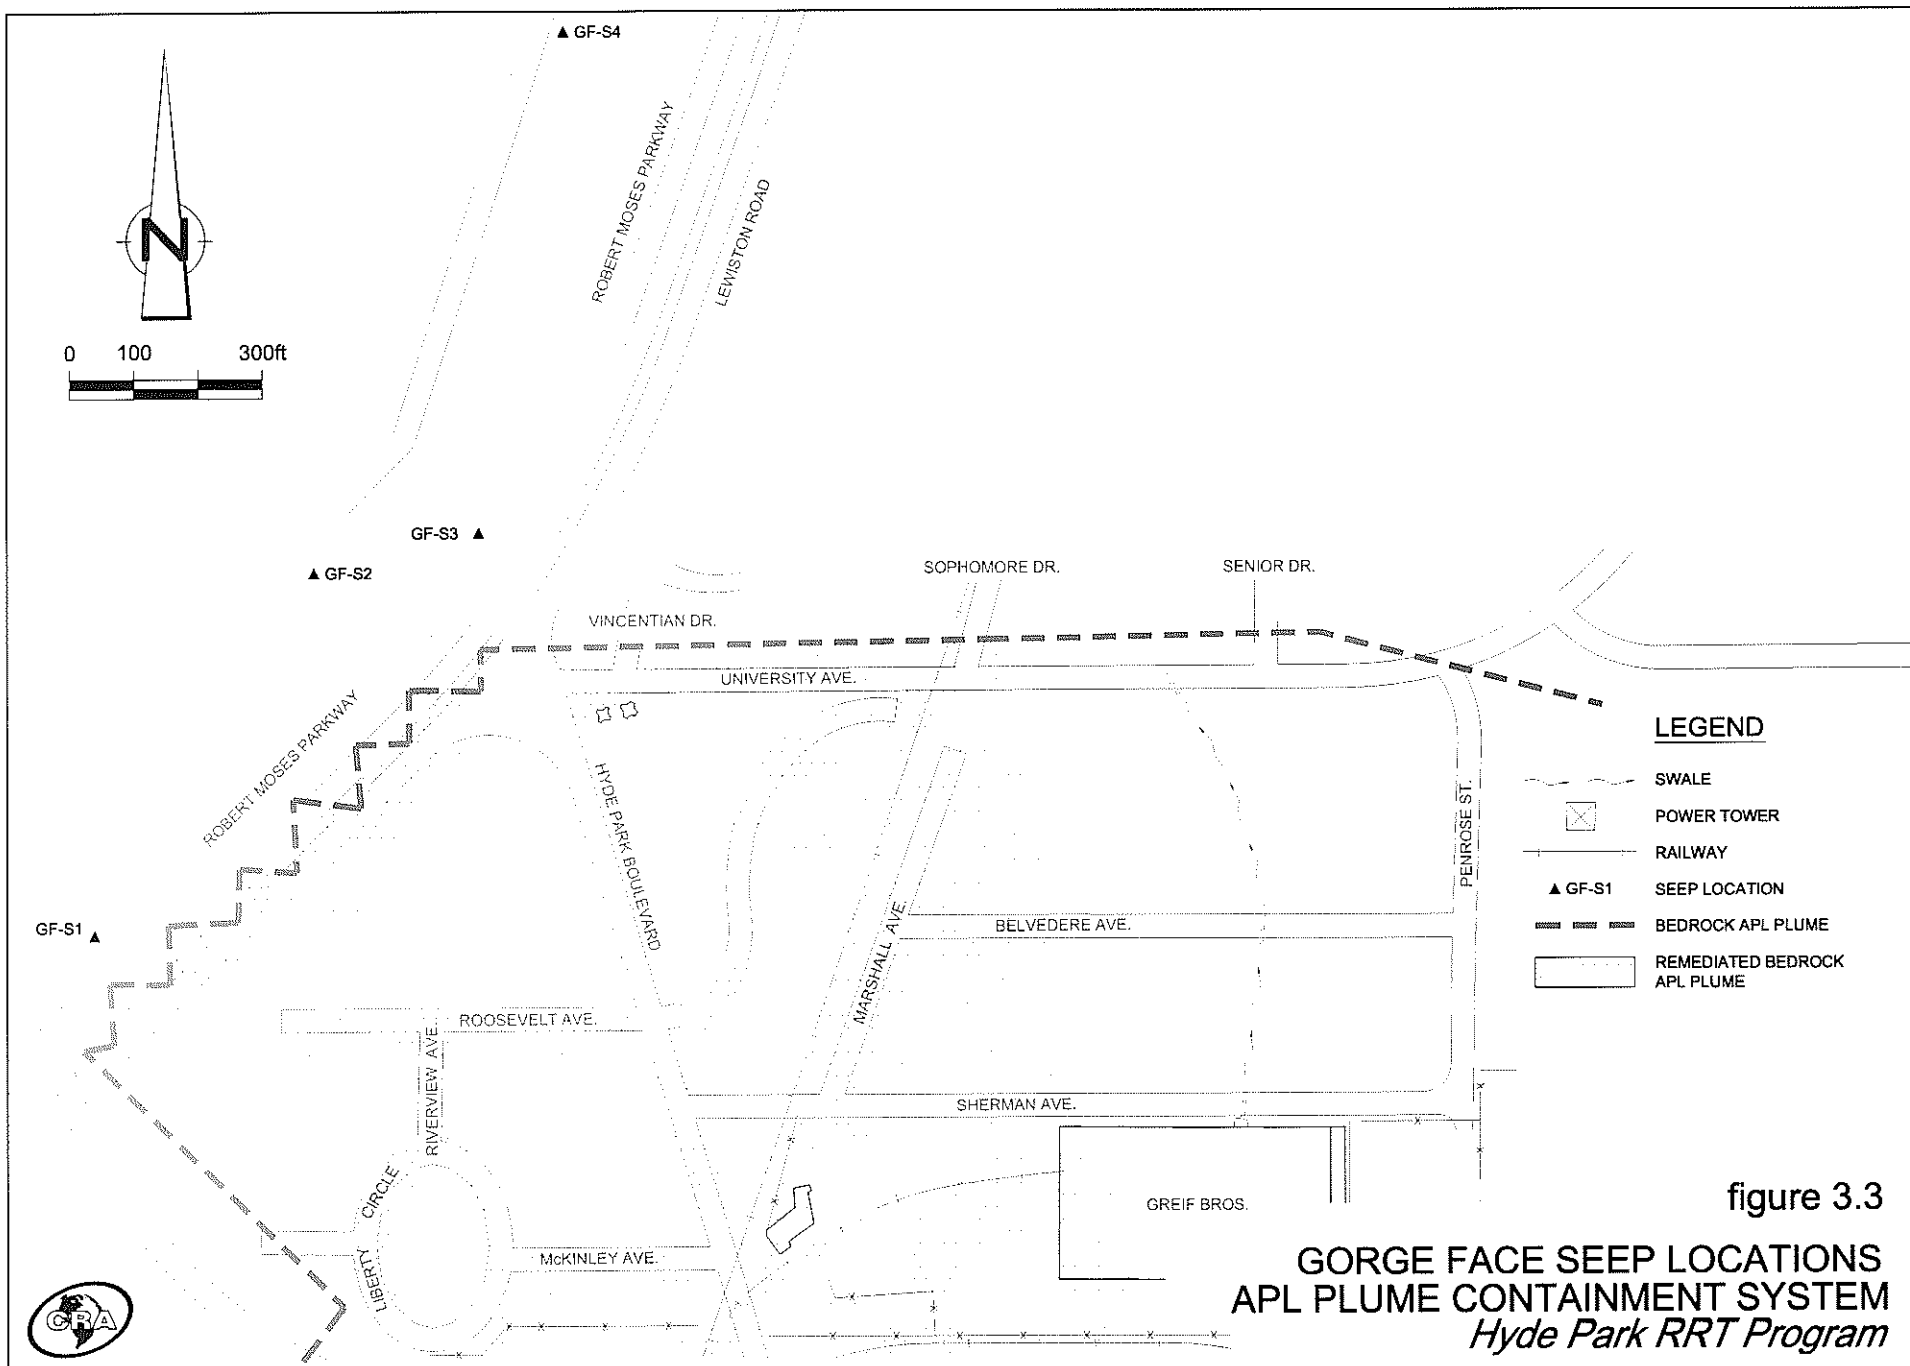 GF-S4
N
0 100 300ft
ROBERT MOSES PARKWAY
LEWISTON ROAD
GF-S3
GF-S2
SOPHOMORE DR.
SENIOR DR.
VINCENTIAN DR.
UNIVERSITY AVE.
ROBERT MOSES PARKWAY
HYDE PARK BOULEVARD
PENROSE ST.
GF-S1
MARSHALL AVE.
BELVEDERE AVE.
ROOSEVELT AVE.
RIVERVIEW AVE.
SHERMAN AVE.
LIBERTY CIRCLE
McKINLEY AVE.
GREIF BROS.
LEGEND
SWALE
POWER TOWER
RAILWAY
GF-S1 SEEP LOCATION
BEDROCK APL PLUME
REMEDIATED BEDROCK
APL PLUME
figure 3.3
GORGE FACE SEEP LOCATIONS
APL PLUME CONTAINMENT SYSTEM
Hyde Park RRT Program
CRA